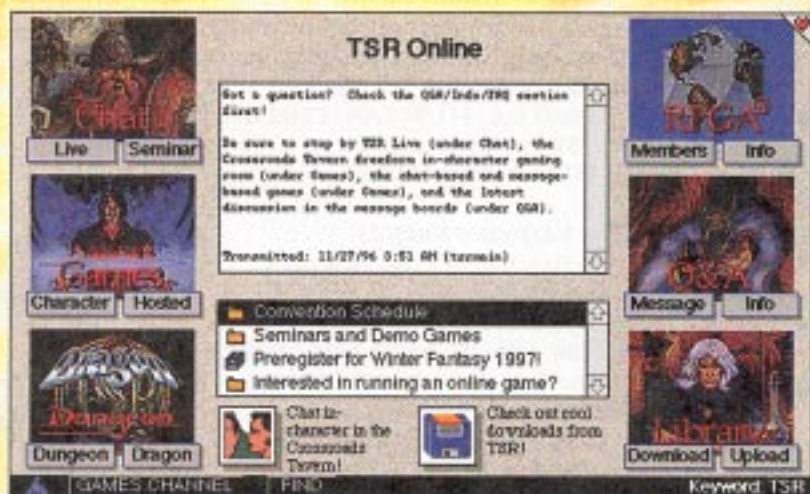 TSR Online
Chat
Live Seminar
Games
Character Hosted
Dragon
Dungeon
Dungeon Dragon
Got a question? Check the Q&A/Info/FAQ section
first!
Be sure to stop by TSR Live (under Chat), the
Crossroads Tavern freeform in-character gaming
room (under Games), the chat-based and message-
based games (under Games), and the latest
discussion in the message boards (under Q&A).
Transmitted: 11/27/96 0:51 AM
Convention Schedule
Seminars and Demo Games
Preregister for Winter Fantasy 1997!
Interested in running an online game?
Chat in-
character in the
Crossroads
Tavern!
Check out cool
downloads from
TSR!
RPGA
Members Info
Q&A
Message Info
Library
Download Upload
GAMES CHANNEL FIND Keyword: TSR